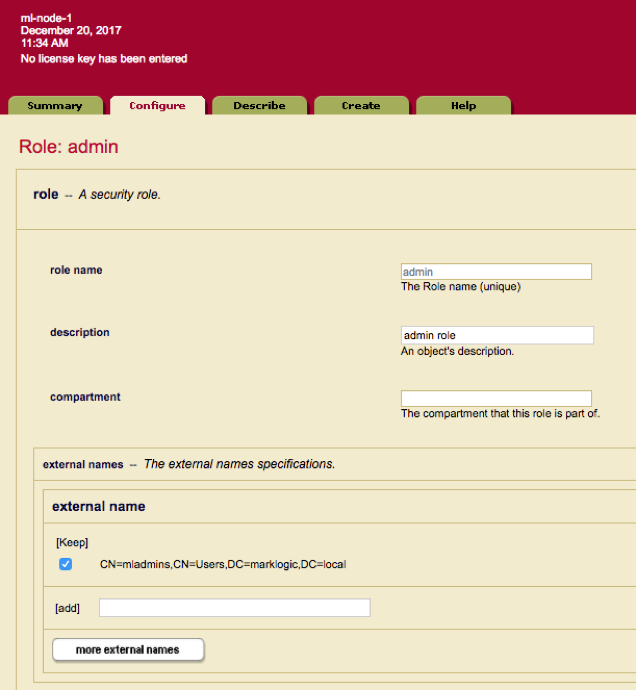 ml-node-1
December 20, 2017
11:34 AM
No license key has been entered
Summary Configure Describe Create Help
Role: admin
role -- A security role.
role name admin
The Role name (unique)
description admin role
An object's description.
compartment
The compartment that this role is part of.
external names -- The external names specifications.
external name
[Keep]
CN=mladmins,CN=Users,DC=marklogic,DC=local
[add]
more external names